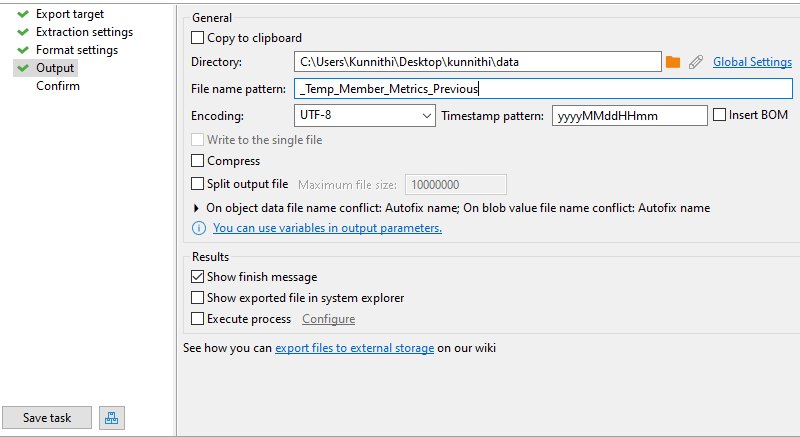 Export target
Extraction settings
Format settings
Output
Confirm
General
Copy to clipboard
Directory: C:\Users\Kunnithi\Desktop\kunnithi\data Global Settings
File name pattern: _Temp_Member_Metrics_Previous
Encoding: UTF-8 Timestamp pattern: yyyyMMddHHmm Insert BOM
Write to the single file
Compress
Split output file Maximum file size: 10000000
On object data file name conflict: Autofix name; On blob value file name conflict: Autofix name
You can use variables in output parameters.
Results
Show finish message
Show exported file in system explorer
Execute process Configure
See how you can export files to external storage on our wiki
Save task